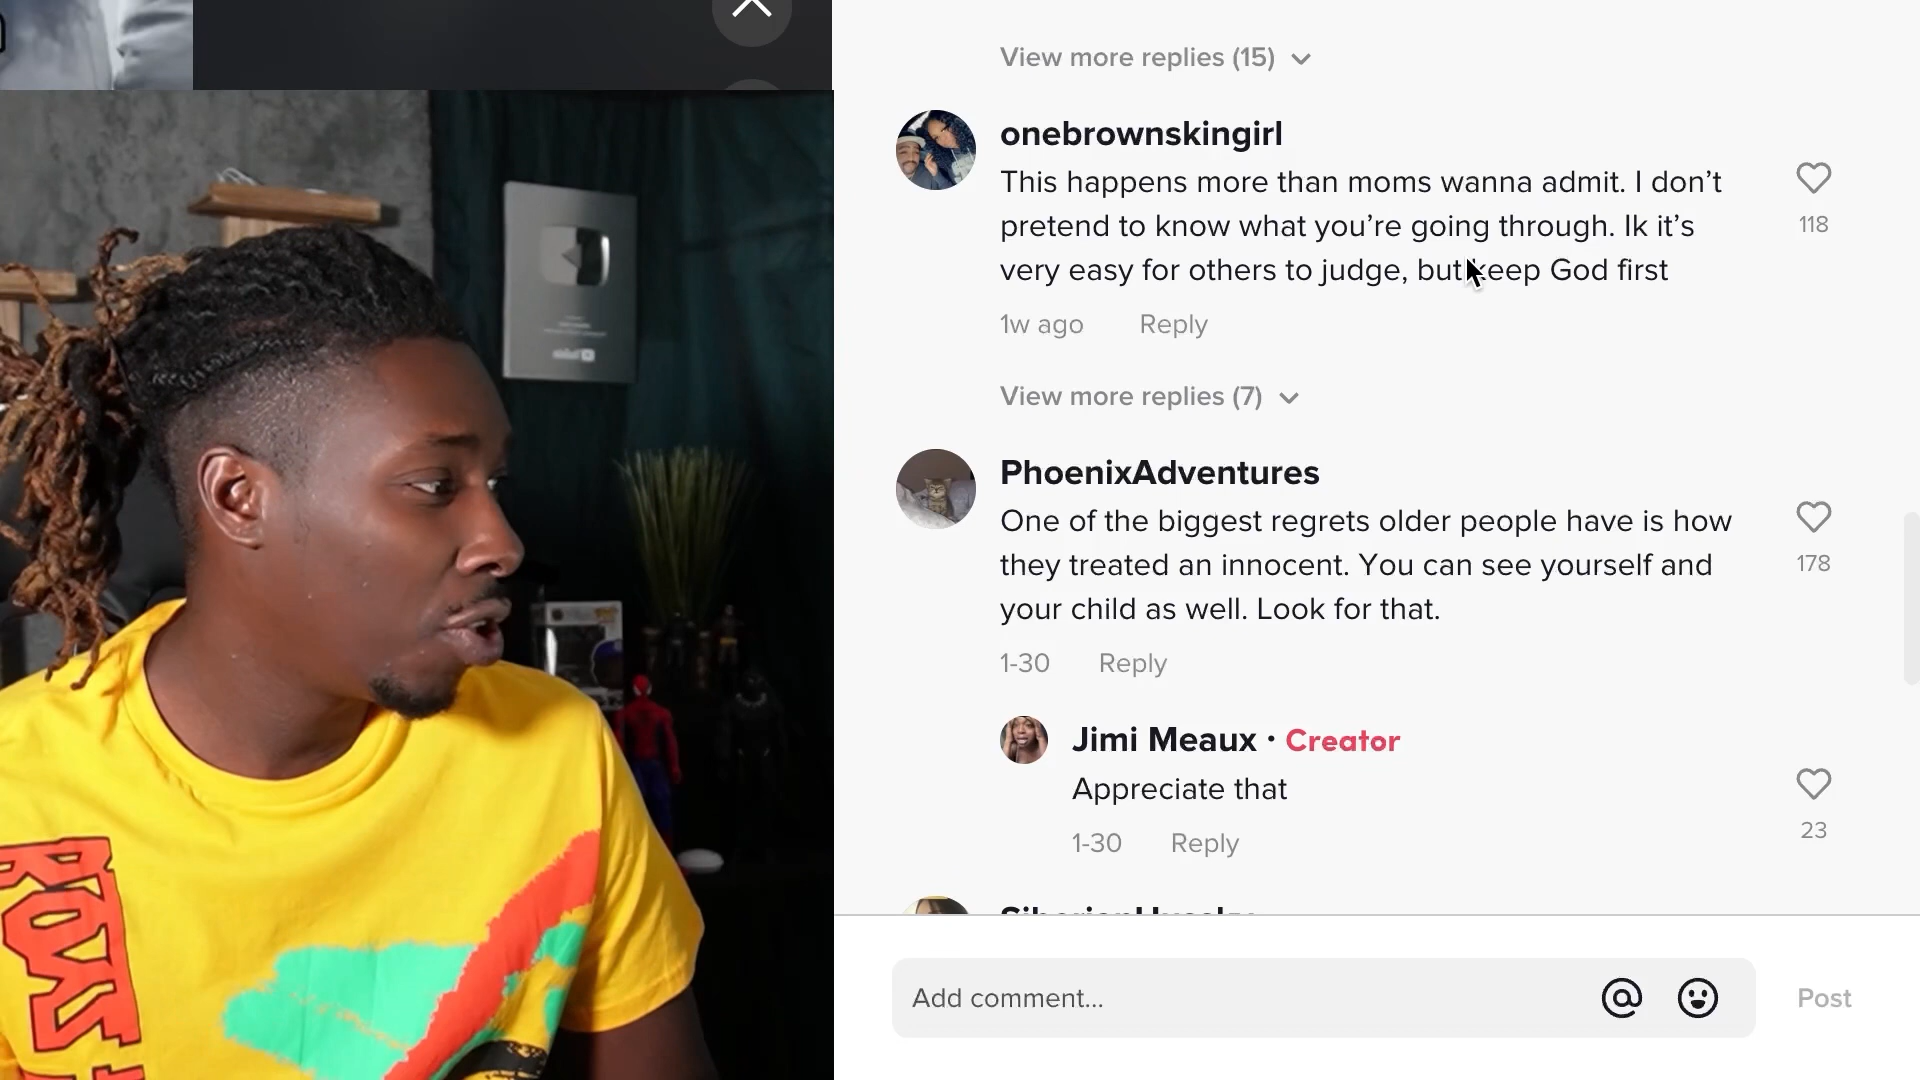 View more replies (15)
onebrownskingirl
This happens more than moms wanna admit. I don’t
pretend to know what you’re going through. Ik it’s
very easy for others to judge, but keep God first
118
1w ago Reply
View more replies (7)
PhoenixAdventures
One of the biggest regrets older people have is how
they treated an innocent. You can see yourself and
your child as well. Look for that.
178
1-30 Reply
Jimi Meaux · Creator
Appreciate that
23
1-30 Reply
Add comment...
Post